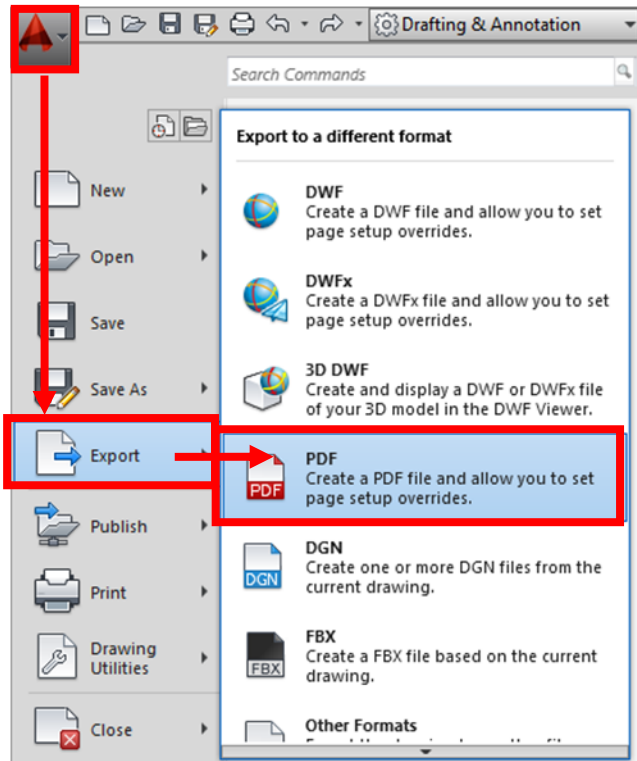 Drafting & Annotation
Search Commands
Export to a different format
New
Open
Save
Save As
Export
Publish
Print
Drawing
Utilities
Close
DWF
Create a DWF file and allow you to set
page setup overrides.
DWFx
Create a DWFx file and allow you to set
page setup overrides.
3D DWF
Create and display a DWF or DWFx file
of your 3D model in the DWF Viewer.
PDF
PDF
Create a PDF file and allow you to set
page setup overrides.
DGN
DGN
Create one or more DGN files from the
current drawing.
FBX
FBX
Create a FBX file based on the current
drawing.
Other Formats